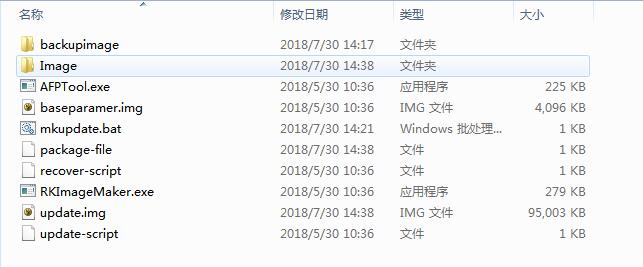 名称 修改日期 类型 大小
backupimage 2018/7/30 14:17 文件夹
Image 2018/7/30 14:38 文件夹
AFPTool.exe 2018/5/30 10:36 应用程序 225 KB
baseparamer.img 2018/5/30 10:36 IMG 文件 4,096 KB
mkupdate.bat 2018/7/30 14:21 Windows 批处理... 1 KB
package-file 2018/7/30 14:38 文件 1 KB
recover-script 2018/5/30 10:36 文件 1 KB
RKImageMaker.exe 2018/5/30 10:36 应用程序 279 KB
update.img 2018/7/30 14:38 IMG 文件 95,003 KB
update-script 2018/5/30 10:36 文件 1 KB